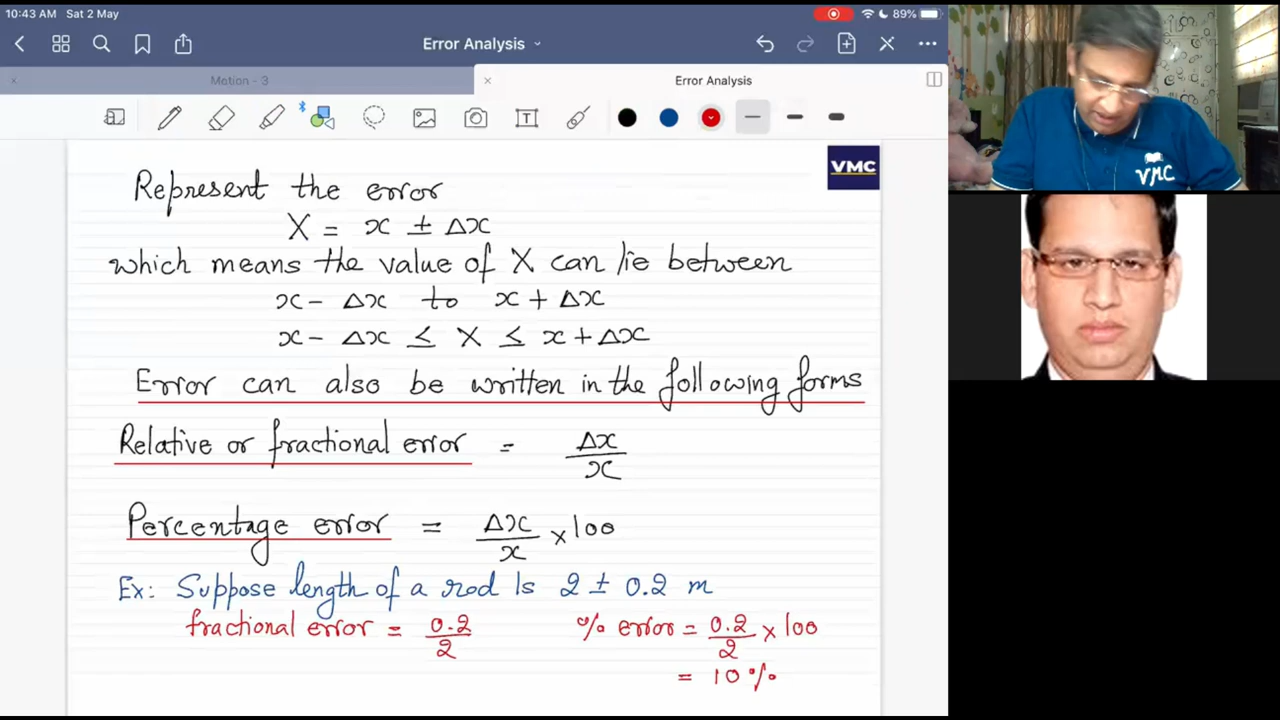 10:43 AM Sat 2 May
89%
Error Analysis
Motion - 3
Error Analysis
VMC
Represent the error
X = x ± Δx
which means the value of X can lie between
x - Δx to x + Δx
x - Δx ≤ X ≤ x + Δx
Error can also be written in the following forms
Relative or fractional error = Δx/x
Percentage error = Δx/x × 100
Ex: Suppose length of a rod Is 2 ± 0.2 m
fractional error = 0.2/2
% error = 0.2/2 × 100
= 10%
VMC